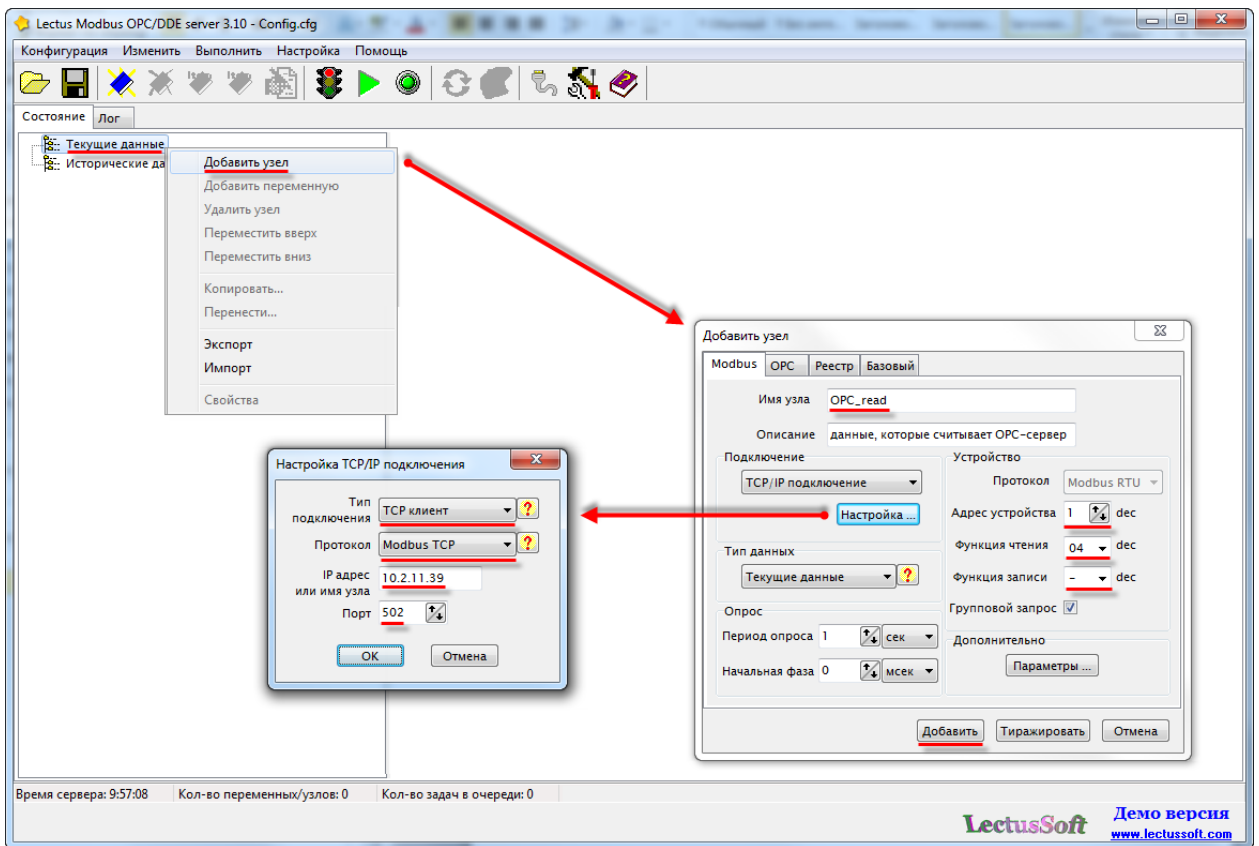 Lectus Modbus OPC/DDE server 3.10 - Config.cfg
Конфигурация Изменить Выполнить Настройка Помощь
Состояние Лог
Текущие данные
Исторические да
Добавить узел
Добавить переменную
Удалить узел
Переместить вверх
Переместить вниз
Копировать...
Перенести...
Экспорт
Импорт
Свойства
Добавить узел
Modbus OPC Реестр Базовый
Имя узла OPC_read
Описание данные, которые считывает OPC-сервер
Подключение
TCP/IP подключение
Настройка ...
Тип данных
Текущие данные
Опрос
Период опроса 1 сек
Начальная фаза 0 мсек
Устройство
Протокол Modbus RTU
Адрес устройства 1 dec
Функция чтения 04 dec
Функция записи - dec
Групповой запрос
Дополнительно
Параметры ...
Добавить Тиражировать Отмена
Настройка TCP/IP подключения
Тип подключения TCP клиент
Протокол Modbus TCP
IP адрес или имя узла 10.2.11.39
Порт 502
OK Отмена
Время сервера: 9:57:08 Кол-во переменных/узлов: 0 Кол-во задач в очереди: 0
LectusSoft
Демо версия
www.lectussoft.com